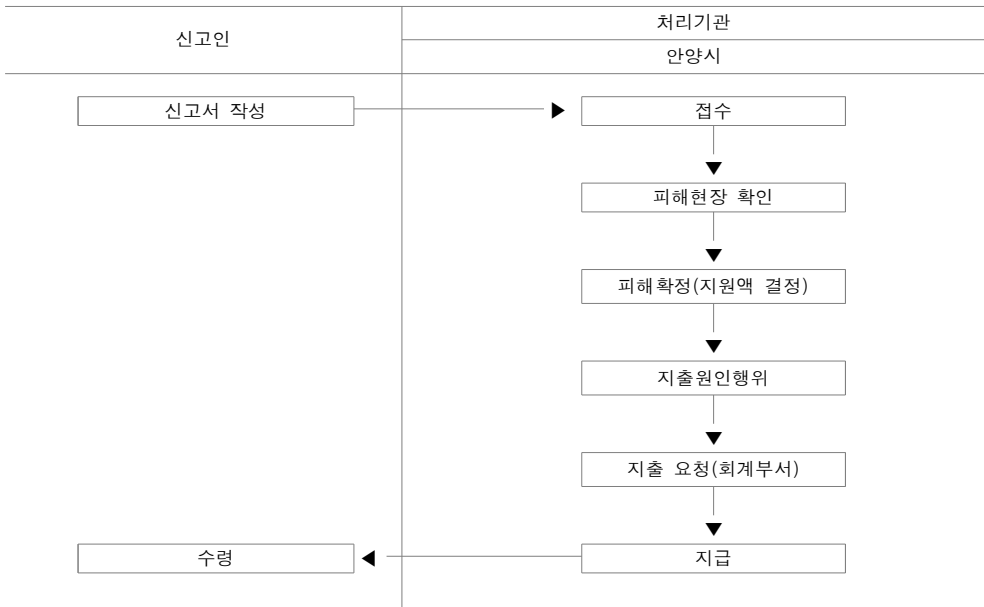 신고인
처리기관
안양시
신고서 작성
접수
피해현장 확인
피해확정(지원액 결정)
지출원인행위
지출 요청(회계부서)
수령
지급